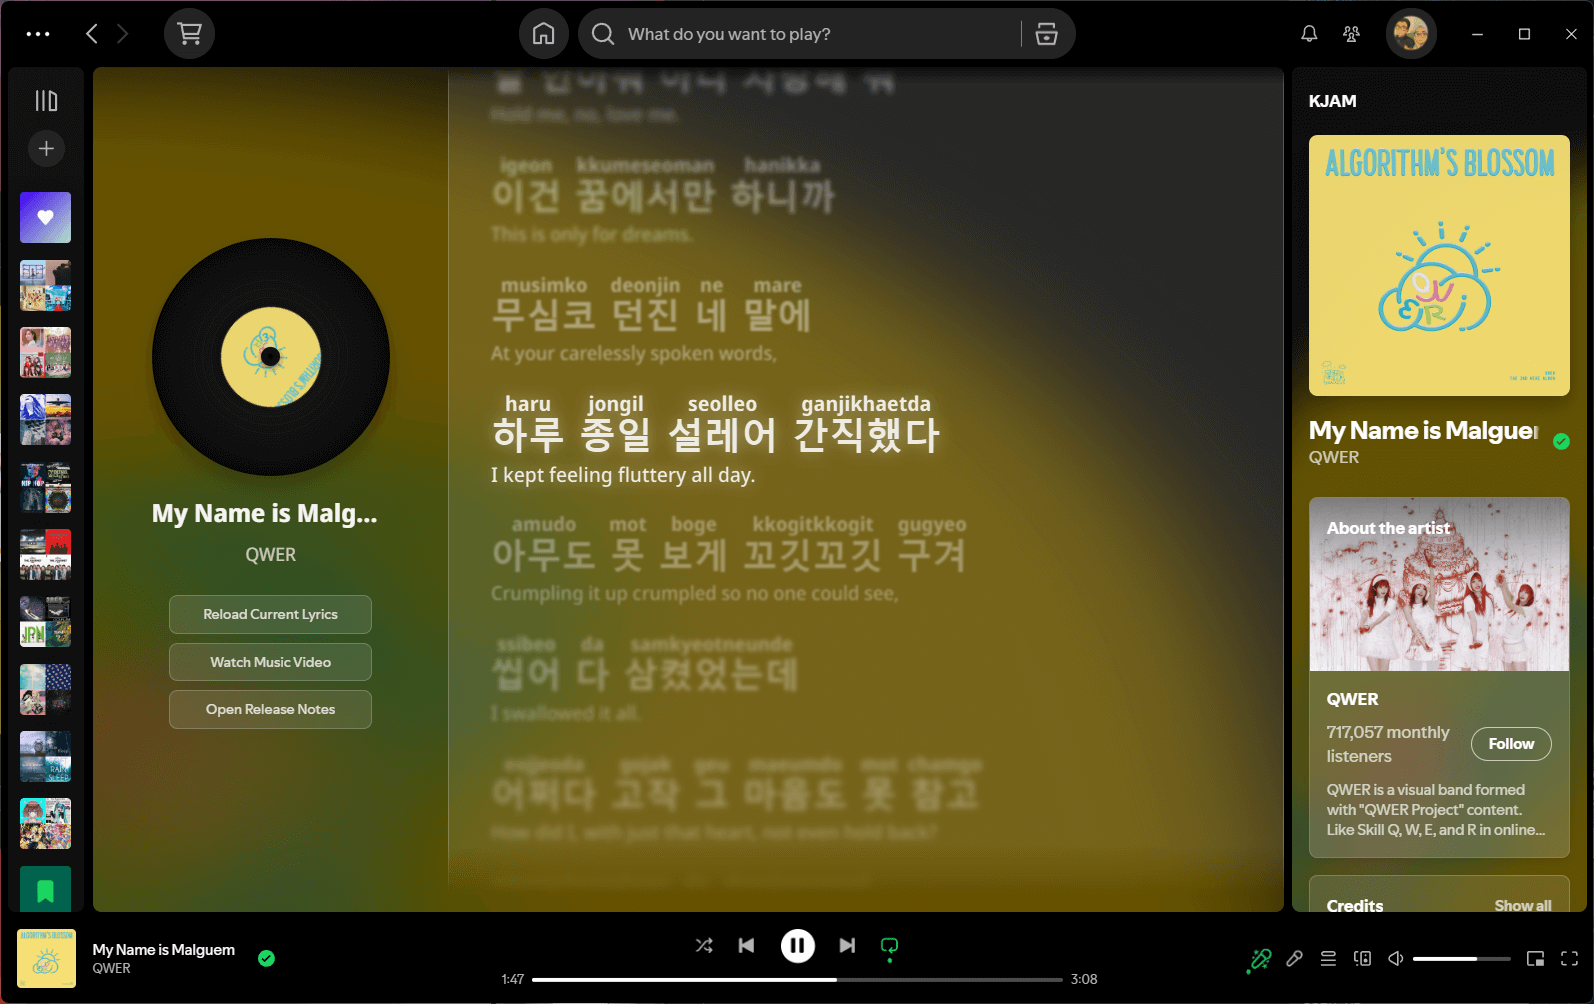 What do you want to play?
Hold me, no, love me.
igeon kkumeseoman hanikka
이건 꿈에서만 하니까
This is only for dreams.
musimko deonjin ne mare
무심코 던진 네 말에
At your carelessly spoken words,
haru jongil seolleo ganjikhaetda
하루 종일 설레어 간직했다
I kept feeling fluttery all day.
amudo mot boge kkogitkkogit gugyeo
아무도 못 보게 꼬깃꼬깃 구겨
Crumpling it up crumpled so no one could see,
ssibeo da samkyeotneunde
씹어 다 삼켰었는데
I swallowed it all.
어쩌다 고작 그 마음도 못 참고
How did I, with just that heart, not even hold back?
My Name is Malg...
QWER
Reload Current Lyrics
Watch Music Video
Open Release Notes
KJAM
ALGORITHM'S BLOSSOM
QWER
My Name is Malguem
QWER
About the artist
QWER
717,057 monthly
listeners
Follow
QWER is a visual band formed
with "QWER Project" content.
Like Skill Q, W, E, and R in online...
Credits
Show all
ALGORITHM'S BLOSSOM
My Name is Malguem
QWER
1:47
3:08